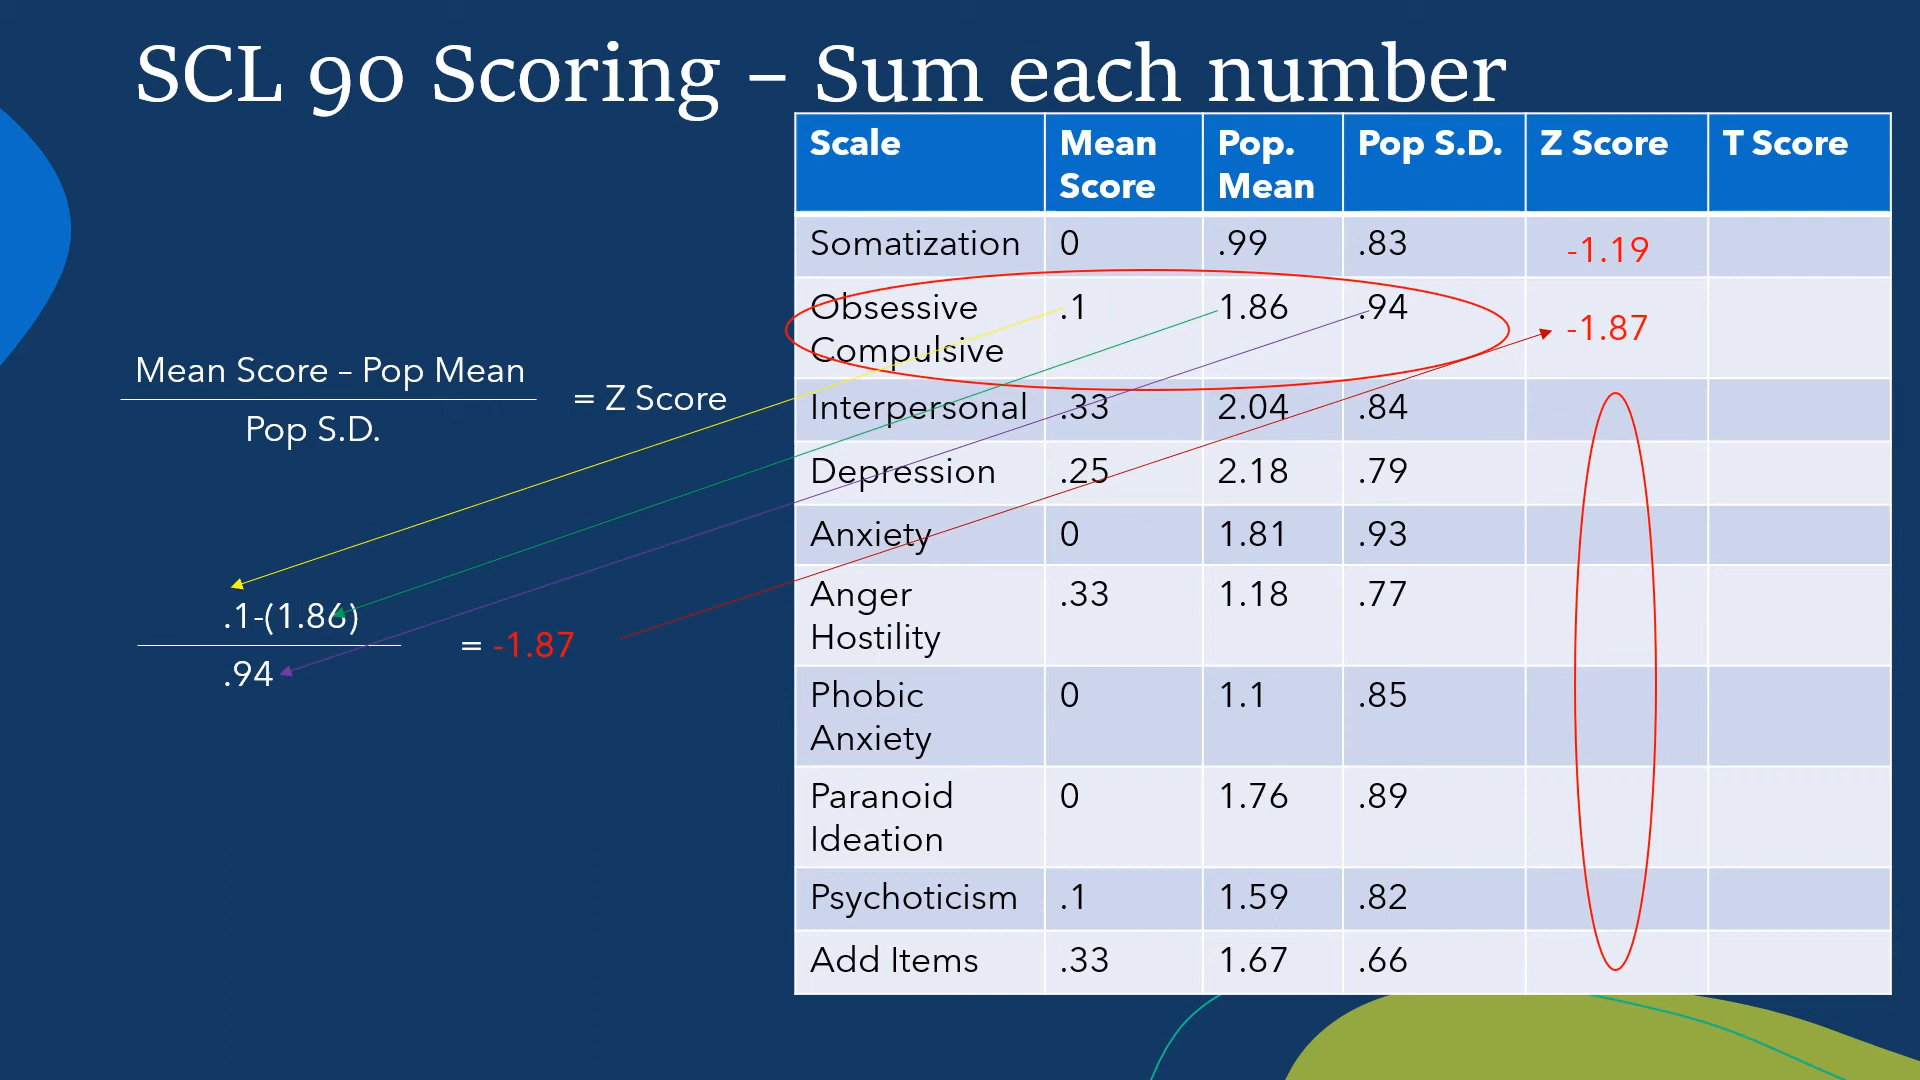 SCL 90 Scoring – Sum each number
Mean Score – Pop Mean
Pop S.D.
= Z Score
.1-(1.86)
.94
= -1.87
Scale Mean Score Pop. Mean Pop S.D. Z Score T Score
Somatization 0 .99 .83 -1.19
Obsessive Compulsive .1 1.86 .94 -1.87
Interpersonal .33 2.04 .84
Depression .25 2.18 .79
Anxiety 0 1.81 .93
Anger Hostility .33 1.18 .77
Phobic Anxiety 0 1.1 .85
Paranoid Ideation 0 1.76 .89
Psychoticism .1 1.59 .82
Add Items .33 1.67 .66